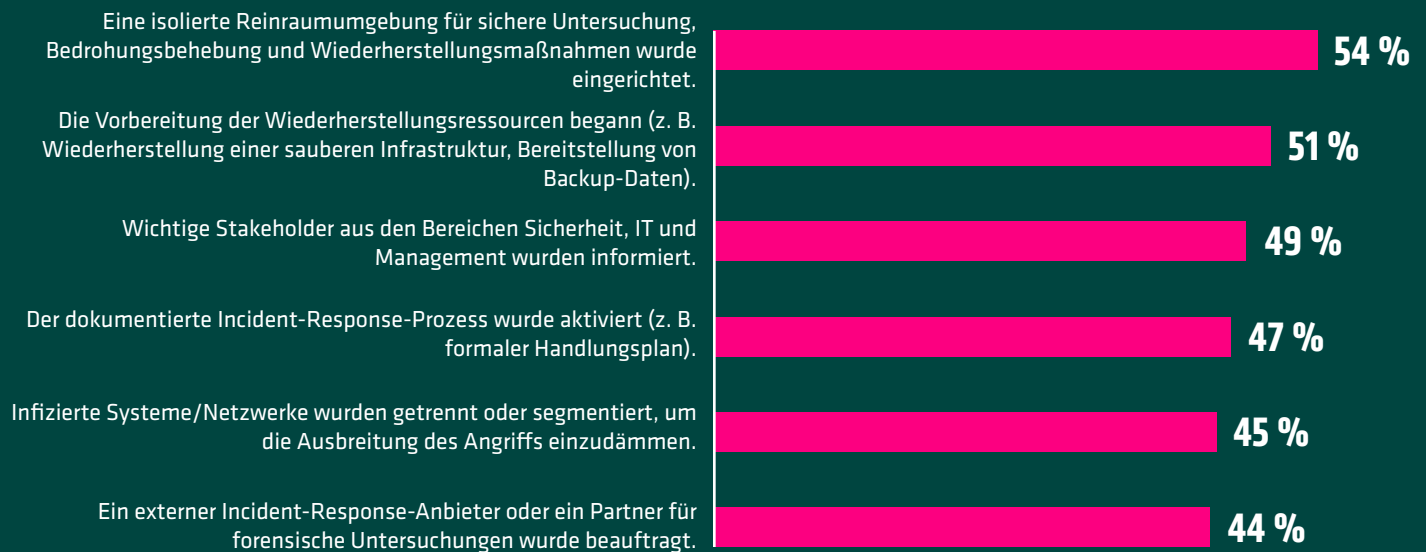 Eine isolierte Reinraumumgebung für sichere Untersuchung,
Bedrohungsbehebung und Wiederherstellungsmaßnahmen wurde
eingerichtet.
54 %
Die Vorbereitung der Wiederherstellungsressourcen begann (z. B.
Wiederherstellung einer sauberen Infrastruktur, Bereitstellung von
Backup-Daten).
51 %
Wichtige Stakeholder aus den Bereichen Sicherheit, IT und
Management wurden informiert.
49 %
Der dokumentierte Incident-Response-Prozess wurde aktiviert (z. B.
formaler Handlungsplan).
47 %
Infizierte Systeme/Netzwerke wurden getrennt oder segmentiert, um
die Ausbreitung des Angriffs einzudämmen.
45 %
Ein externer Incident-Response-Anbieter oder ein Partner für
forensische Untersuchungen wurde beauftragt.
44 %